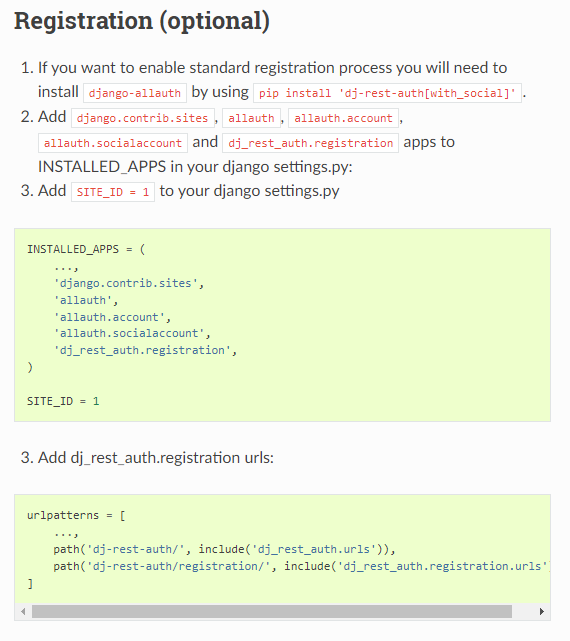 Registration (optional)
1. If you want to enable standard registration process you will need to
install django-allauth by using pip install 'dj-rest-auth[with_social]' .
2. Add django.contrib.sites , allauth , allauth.account ,
allauth.socialaccount and dj_rest_auth.registration apps to
INSTALLED_APPS in your django settings.py:
3. Add SITE_ID = 1 to your django settings.py
INSTALLED_APPS = (
    ...,
    'django.contrib.sites',
    'allauth',
    'allauth.account',
    'allauth.socialaccount',
    'dj_rest_auth.registration',
)
SITE_ID = 1
3. Add dj_rest_auth.registration urls:
urlpatterns = [
    ...,
    path('dj-rest-auth/', include('dj_rest_auth.urls')),
    path('dj-rest-auth/registration/', include('dj_rest_auth.registration.urls'
]